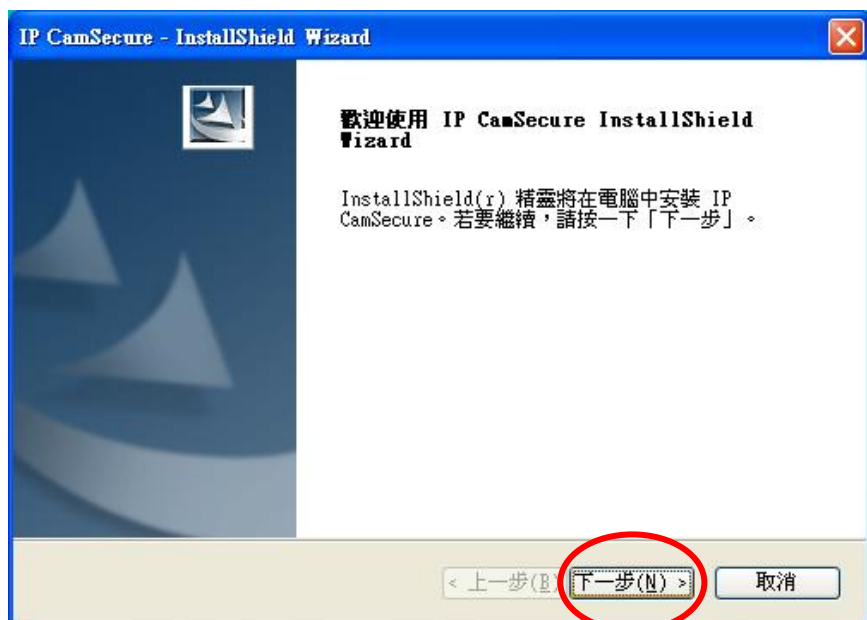 IP CamSecure - InstallShield Wizard
歡迎使用 IP CamSecure InstallShield
Wizard
InstallShield(r) 精靈將在電腦中安裝 IP
CamSecure。若要繼續，請按一下「下一步」。
< 上一步(B) 下一步(N) > 取消